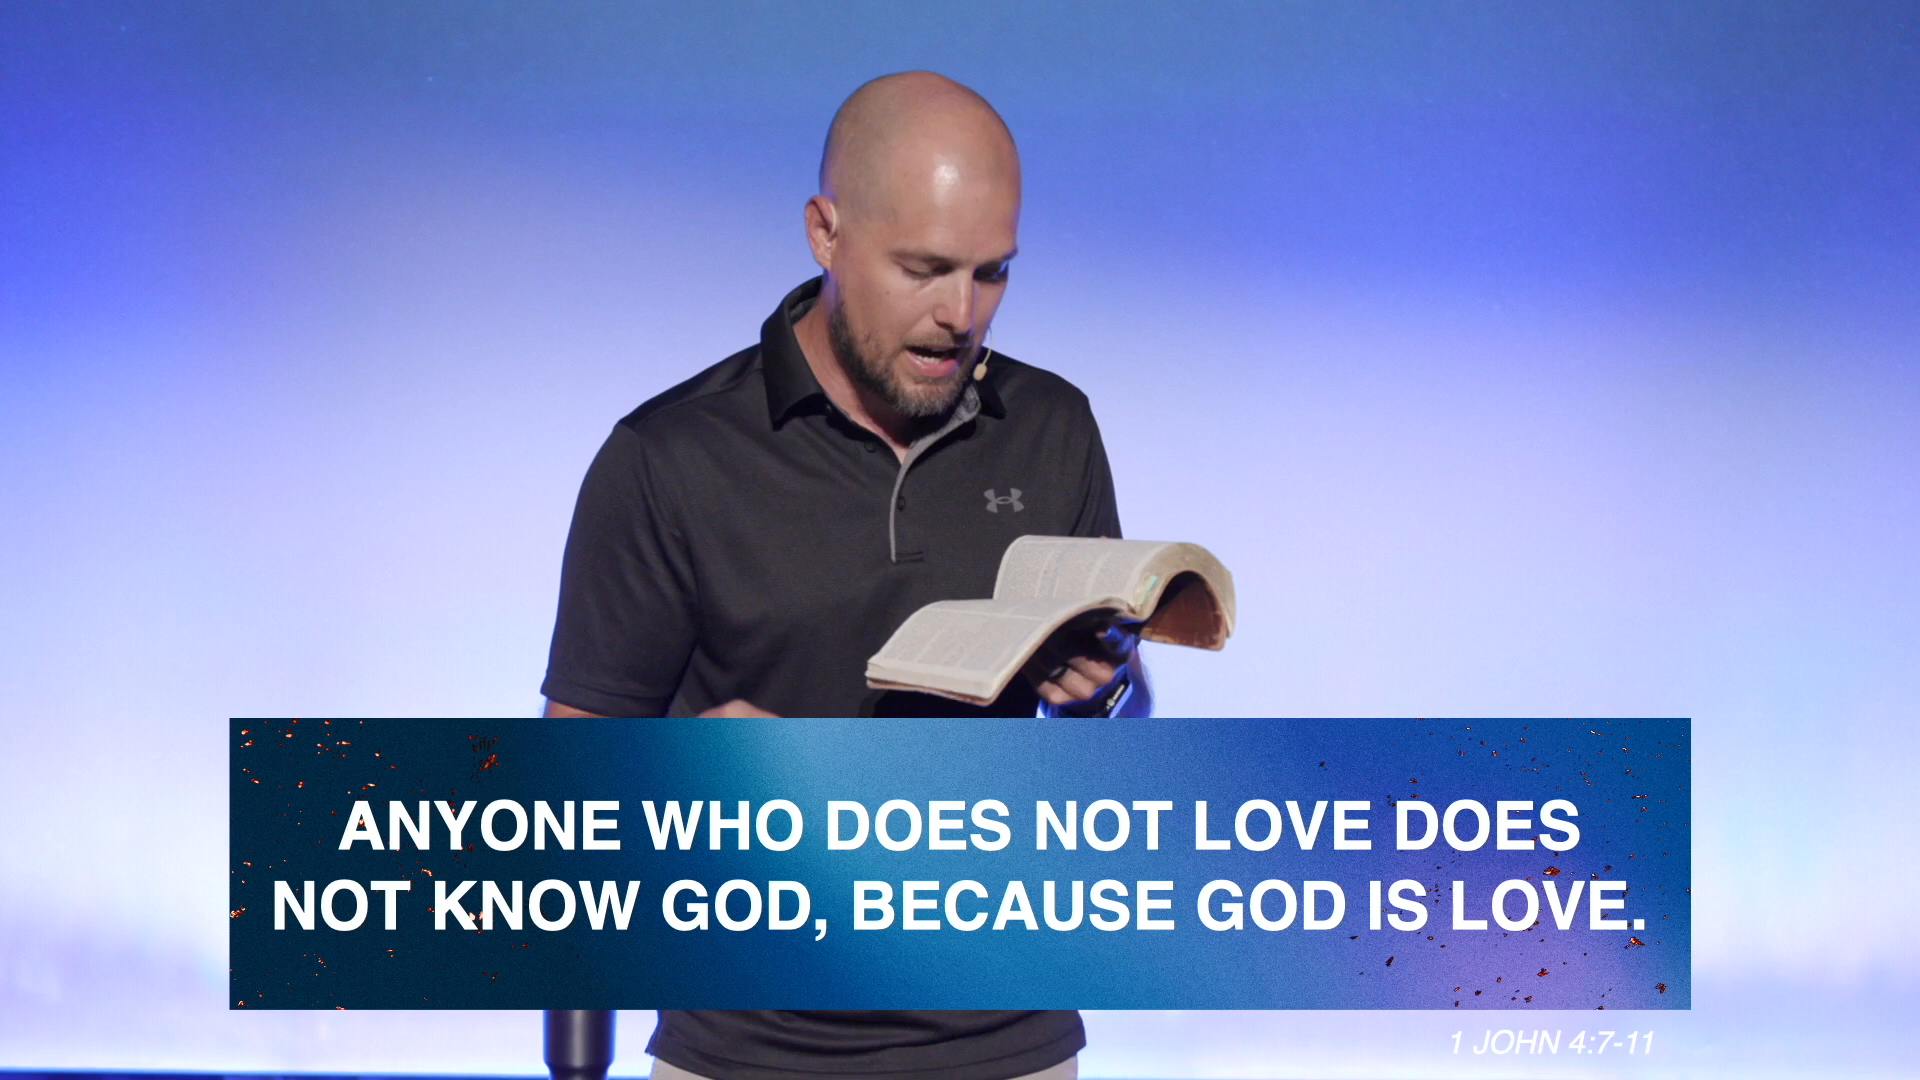 ANYONE WHO DOES NOT LOVE DOES
NOT KNOW GOD, BECAUSE GOD IS LOVE.
1 JOHN 4:7-11